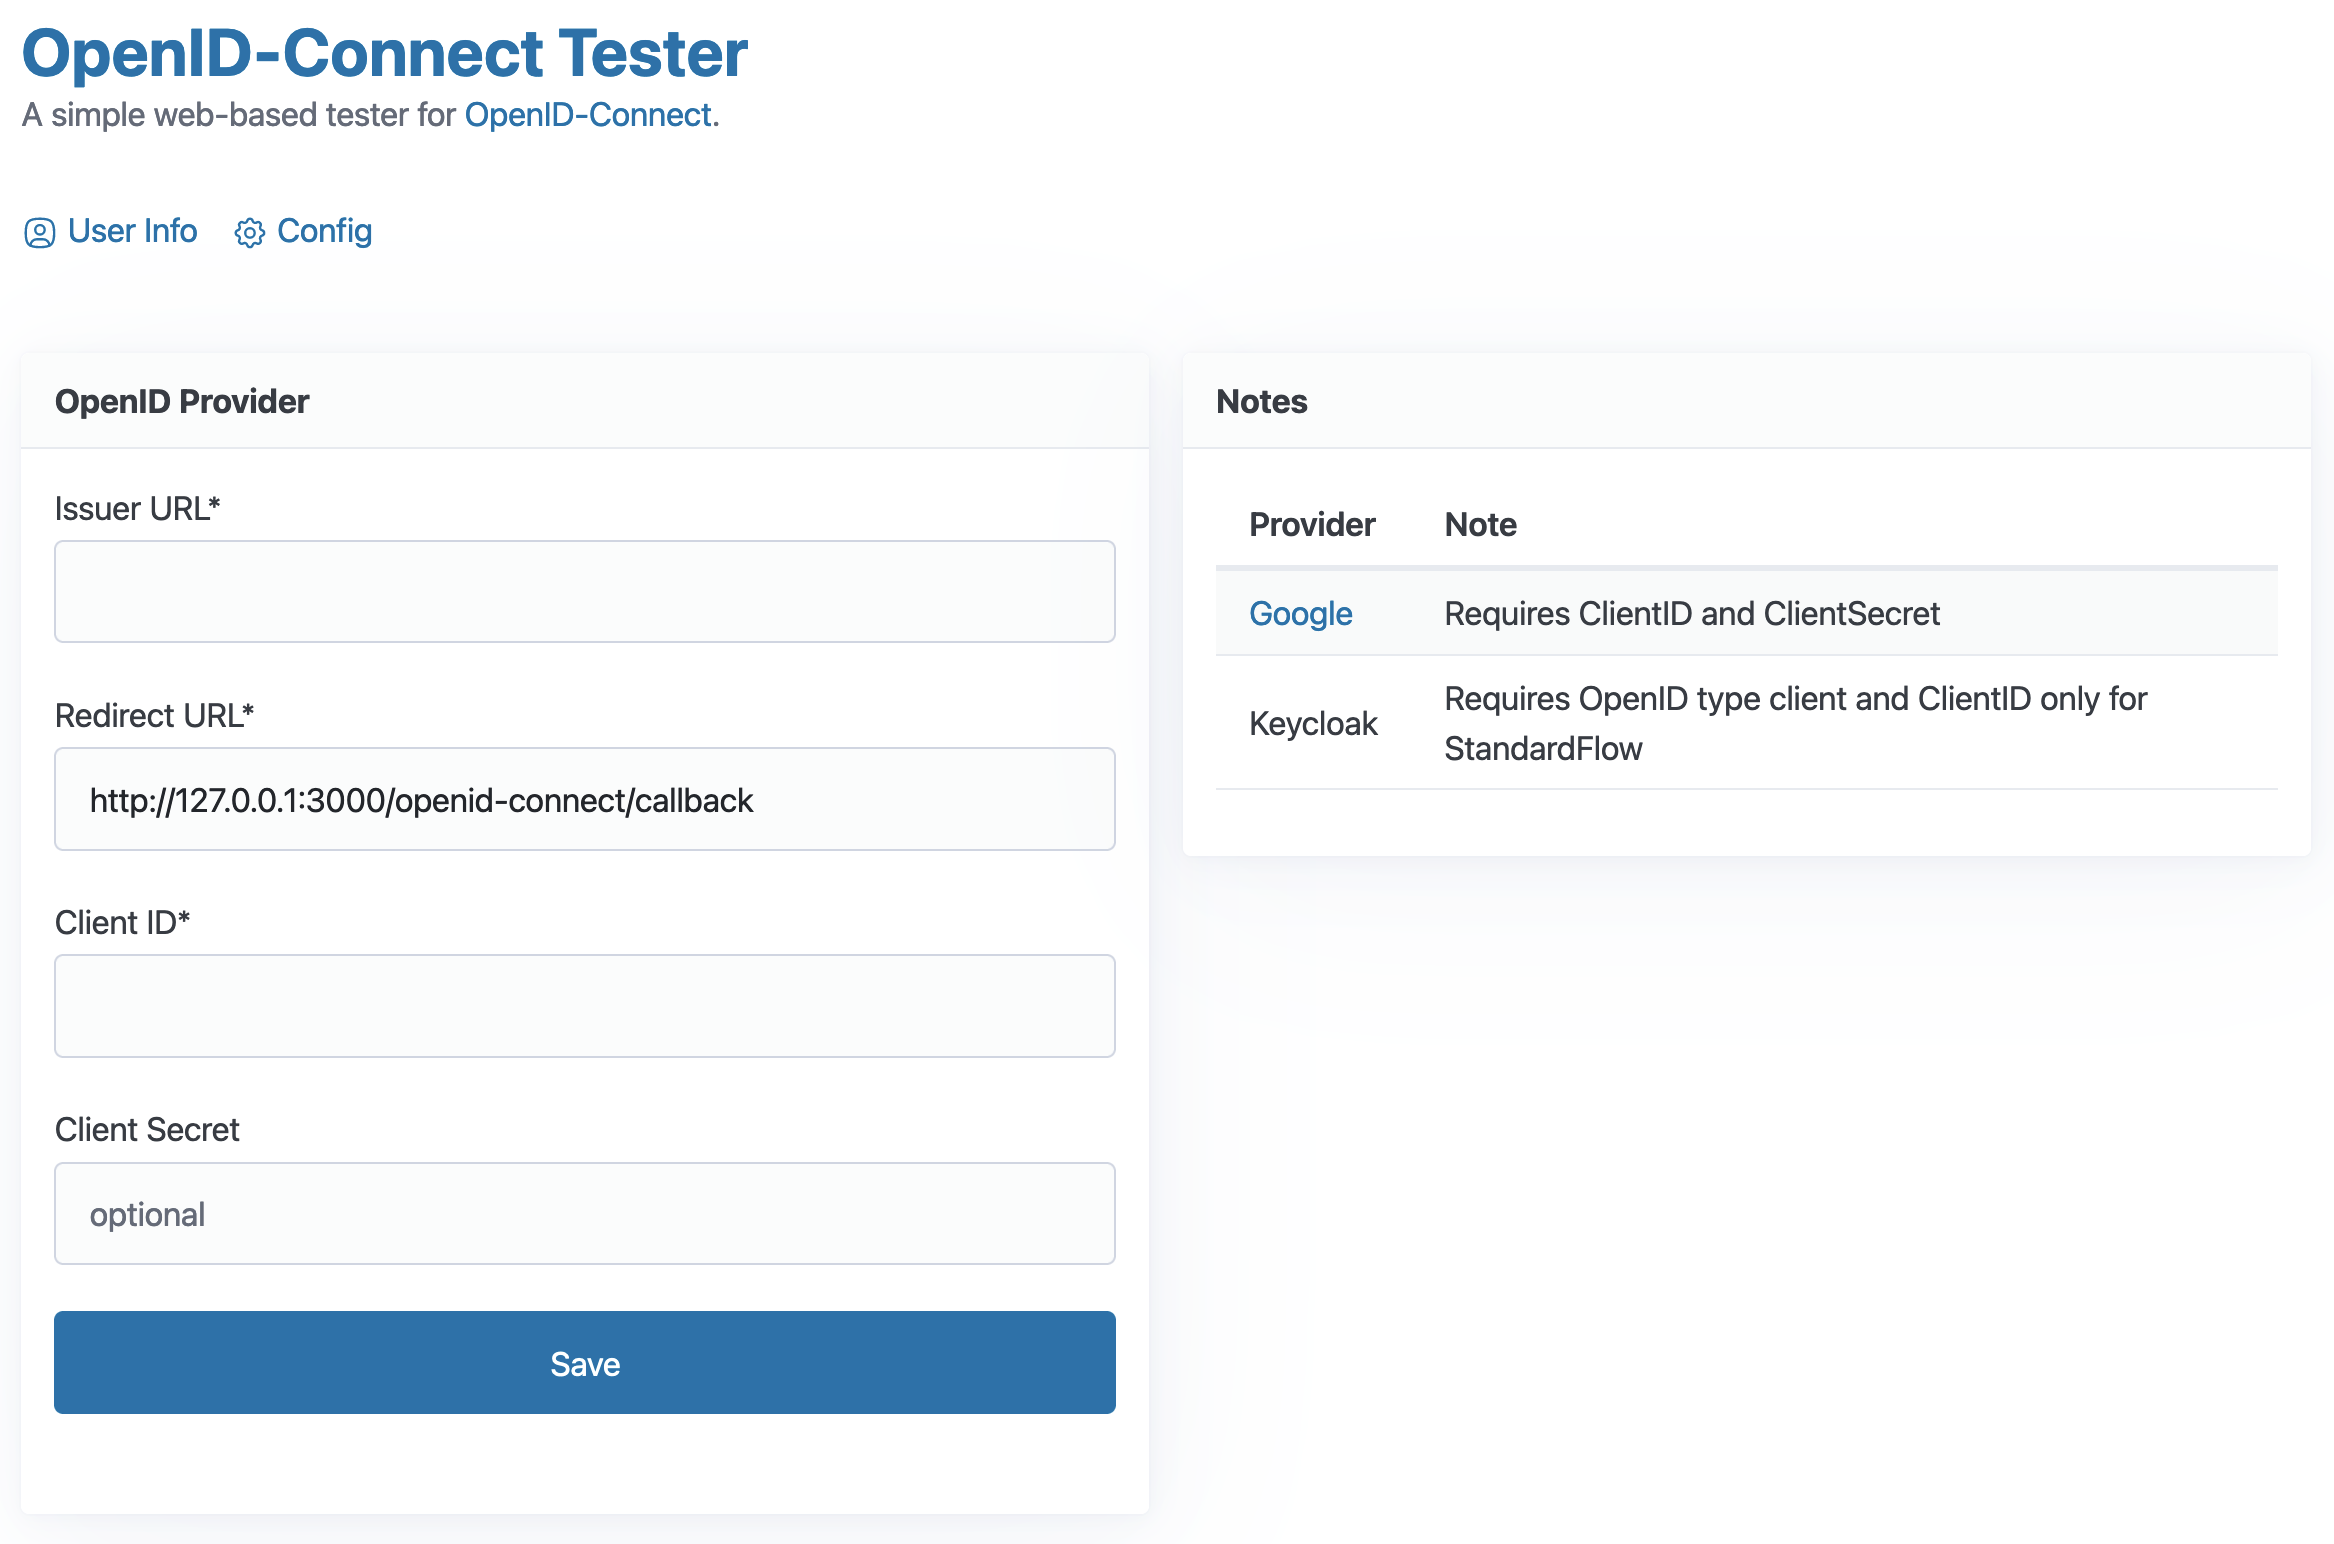 OpenID-Connect Tester
A simple web-based tester for OpenID-Connect.
User Info Config
OpenID Provider
Issuer URL*
Redirect URL*
http://127.0.0.1:3000/openid-connect/callback
Client ID*
Client Secret
optional
Save
Notes
Provider Note
Google Requires ClientID and ClientSecret
Keycloak Requires OpenID type client and ClientID only for
StandardFlow